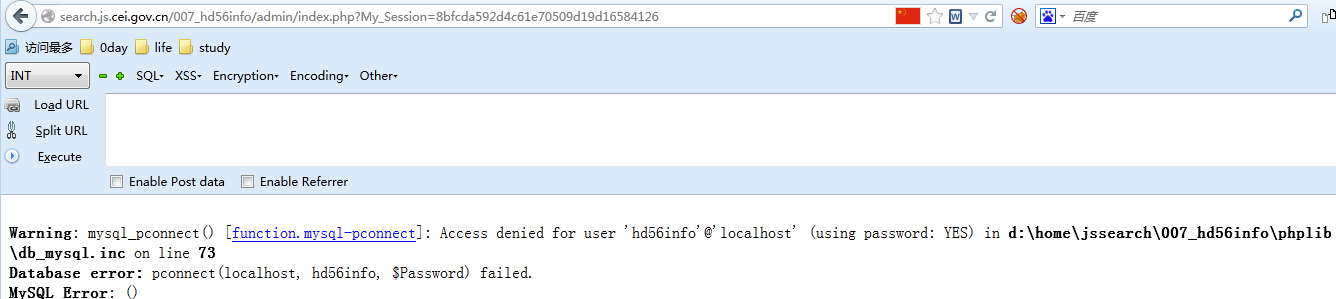 search.js.cei.gov.cn/007_hd56info/admin/index.php?My_Session=8bfcda592d4c61e70509d19d16584126 百度
访问最多 0day life study
INT SQL XSS Encryption Encoding Other
Load URL
Split URL
Execute
Enable Post data Enable Referrer
Warning: mysql_pconnect() [function.mysql-pconnect]: Access denied for user 'hd56info'@'localhost' (using password: YES) in d:\home\jssearch\007_hd56info\phplib
\db_mysql.inc on line 73
Database error: pconnect(localhost, hd56info, $Password) failed.
MySQL Error: ()